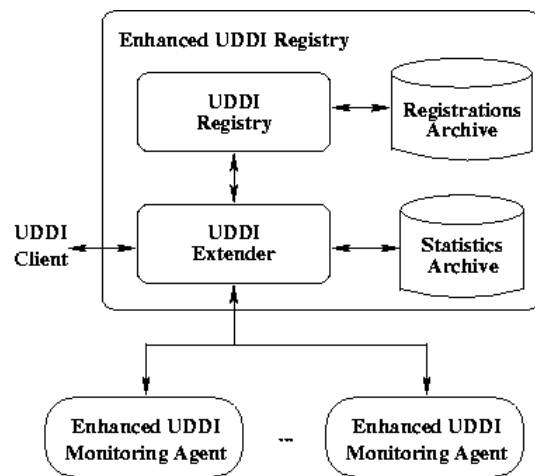 Enhanced UDDI Registry
UDDI
Registry
Registrations
Archive
UDDI
Client
UDDI
Extender
Statistics
Archive
Enhanced UDDI
Monitoring Agent
...
Enhanced UDDI
Monitoring Agent